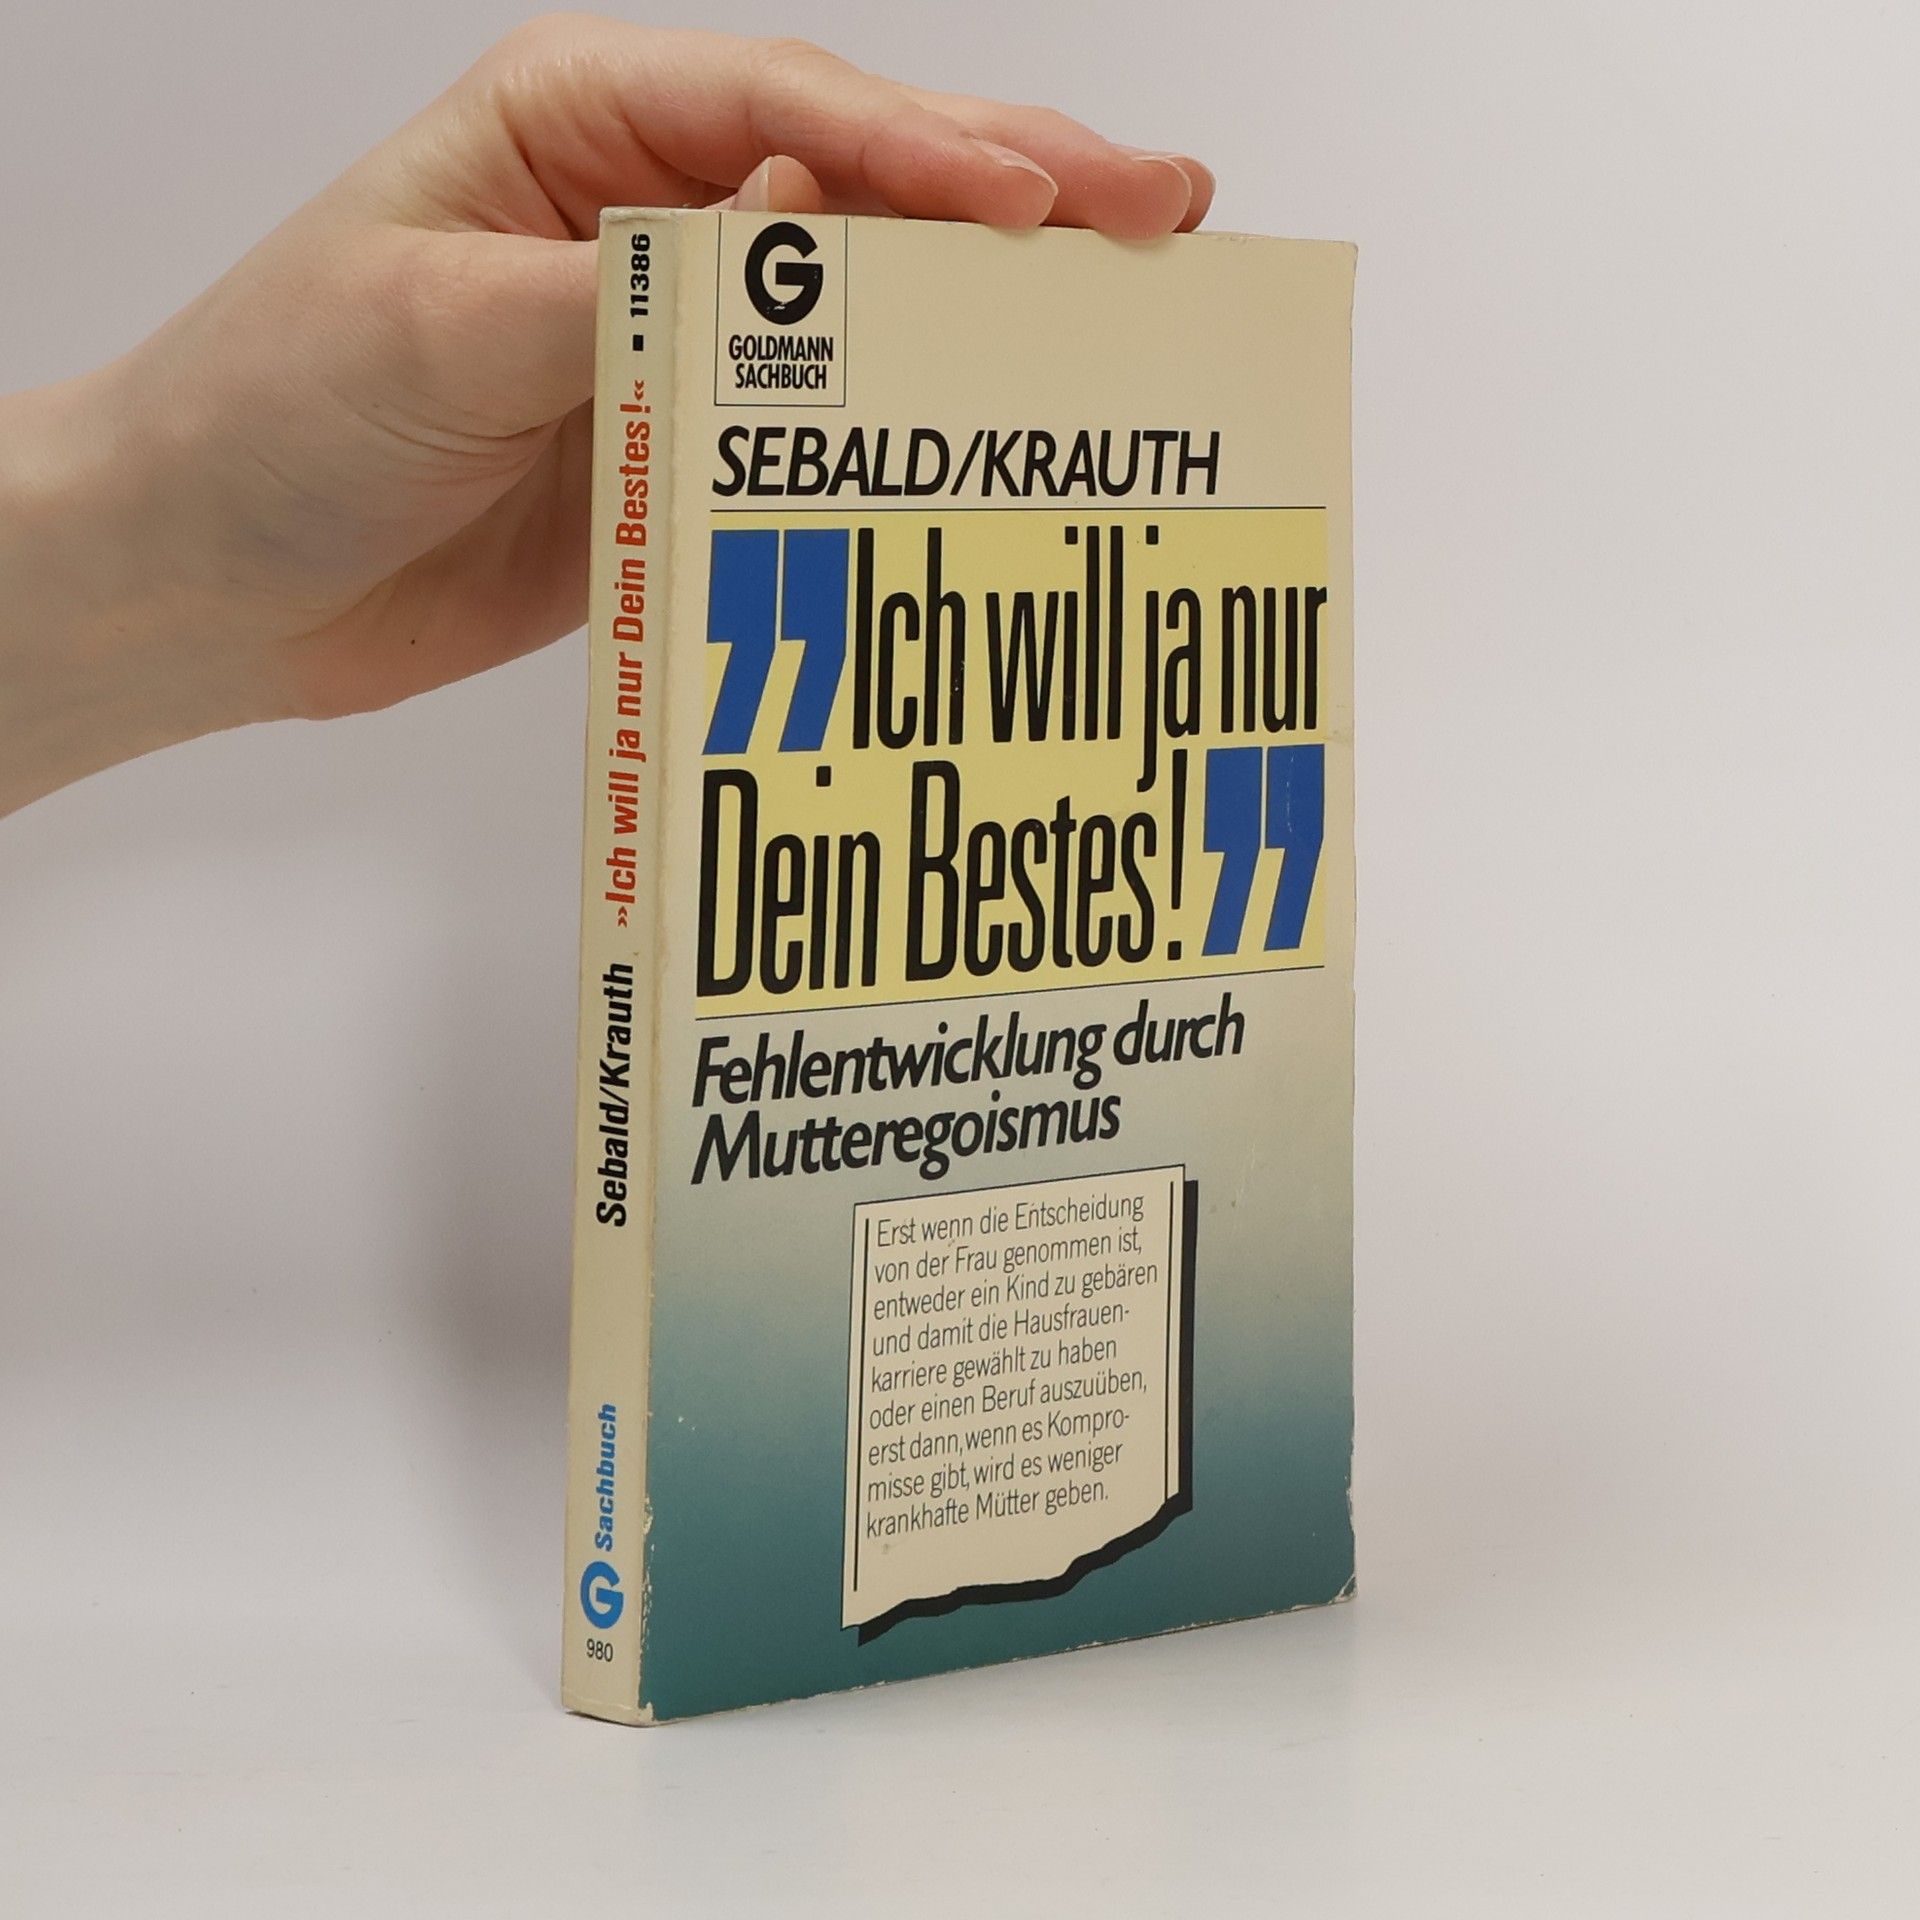 G
GOLDMANN
SACHBUCH
SEBALD/KRAUTH
"Ich will ja nur
Dein Bestes!"
Fehlentwicklung durch
Mutteregoismus
Erst wenn die Entscheidung
von der Frau genommen ist,
entweder ein Kind zu gebären
und damit die Hausfrauen-
karriere gewählt zu haben
oder einen Beruf auszuüben,
erst dann, wenn es Kompro-
misse gibt, wird es weniger
krankhafte Mütter geben.
Sebald/Krauth »Ich will ja nur Dein Bestes!« ▪ 11386
G Sachbuch
980